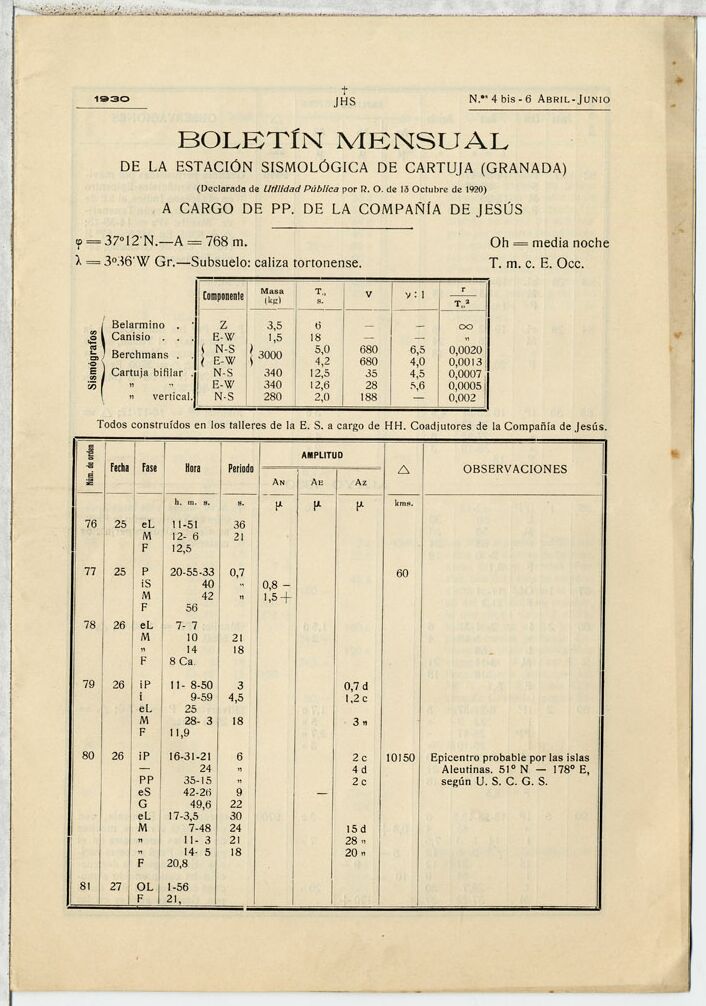 1930
†
JHS
N.ºˢ 4 bis - 6 ABRIL - JUNIO
BOLETÍN MENSUAL
DE LA ESTACIÓN SISMOLÓGICA DE CARTUJA (GRANADA)
(Declarada de Utilidad Pública por R. O. de 13 Octubre de 1920)
A CARGO DE PP. DE LA COMPAÑÍA DE JESÚS
φ = 37º12´N.—A = 768 m. Oh = media noche
λ = 3º36´W Gr.—Subsuelo: caliza tortonense. T. m. c. E. Occ.
Componente Masa (kg) Tₒ, s. V ν : 1 r / Tₒ²
Sismógrafos
Belarmino . . Z 3,5 6 — — ∞
Canisio . . . E-W 1,5 18 — — „
Berchmans . . N-S 3000 5,0 680 6,5 0,0020
E-W 4,2 680 4,0 0,0013
Cartuja bifilar . N-S 340 12,5 35 4,5 0,0007
„ „ E-W 340 12,6 28 5,6 0,0005
„ vertical. N-S 280 2,0 188 — 0,002
Todos construídos en los talleres de la E. S. a cargo de HH. Coadjutores de la Compañía de Jesús.
Núm. de orden Fecha Fase Hora Periodo AMPLITUD △ OBSERVACIONES
AN AE AZ
h. m. s. s. μ μ μ kms.
76 25 eL 11-51 36
M 12- 6 21
F 12,5
77 25 P 20-55-33 0,7 60
iS 40 „ 0,8 –
M 42 „ 1,5 +
F 56
78 26 eL 7- 7
M 10 21
„ 14 18
F 8 Ca.
79 26 iP 11- 8-50 3 0,7 d
i 9-59 4,5 1,2 c
eL 25
M 28- 3 18 3 „
F 11,9
80 26 iP 16-31-21 6 2 c 10150 Epicentro probable por las islas
— 24 „ 4 d Aleutinas. 51º N — 178º E,
PP 35-15 „ 2 c según U. S. C. G. S.
eS 42-26 9 —
G 49,6 22
eL 17-3,5 30
M 7-48 24 15 d
„ 11- 3 21 28 „
„ 14- 5 18 20 „
F 20,8
81 27 OL 1-56
F 21,